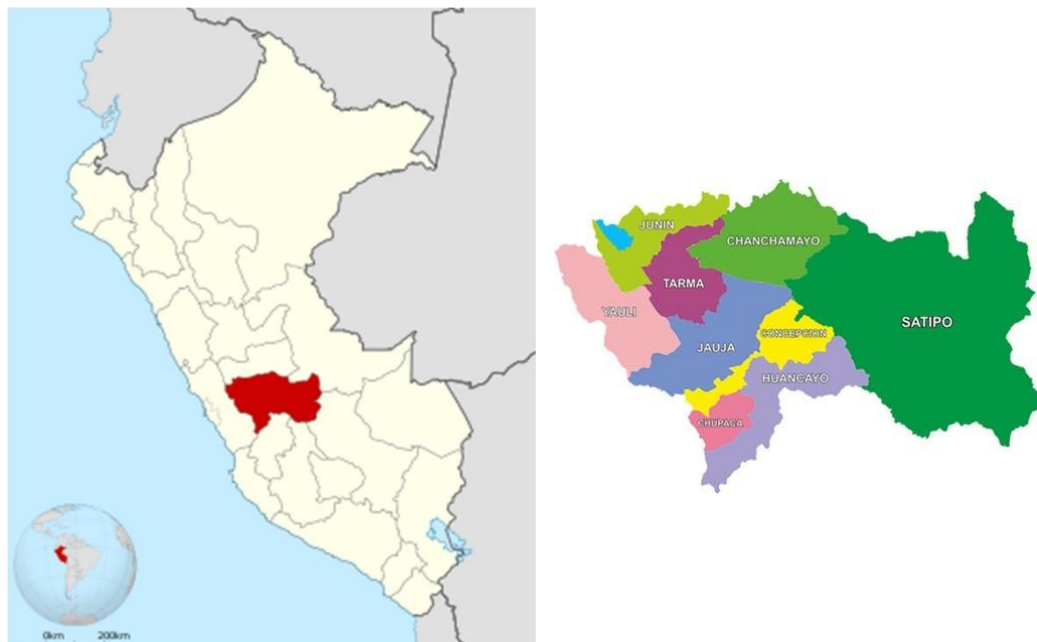 0km 200km
JUNIN
CHANCHAMAYO
TARMA
YAULI
SATIPO
CONCEPCION
JAUJA
HUANCAYO
CHUPACA